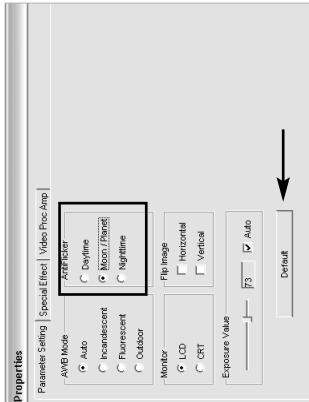 Properties
Parameter Setting | Special Effect | Video Proc Amp
AWB Mode
Auto
Incandescent
Fluorescent
Outdoor
AntiFlicker
Daytime
Moon / Planet
Nighttime
Monitor
LCD
CRT
Flip Image
Horizontal
Vertical
Exposure Value
73
Auto
Default